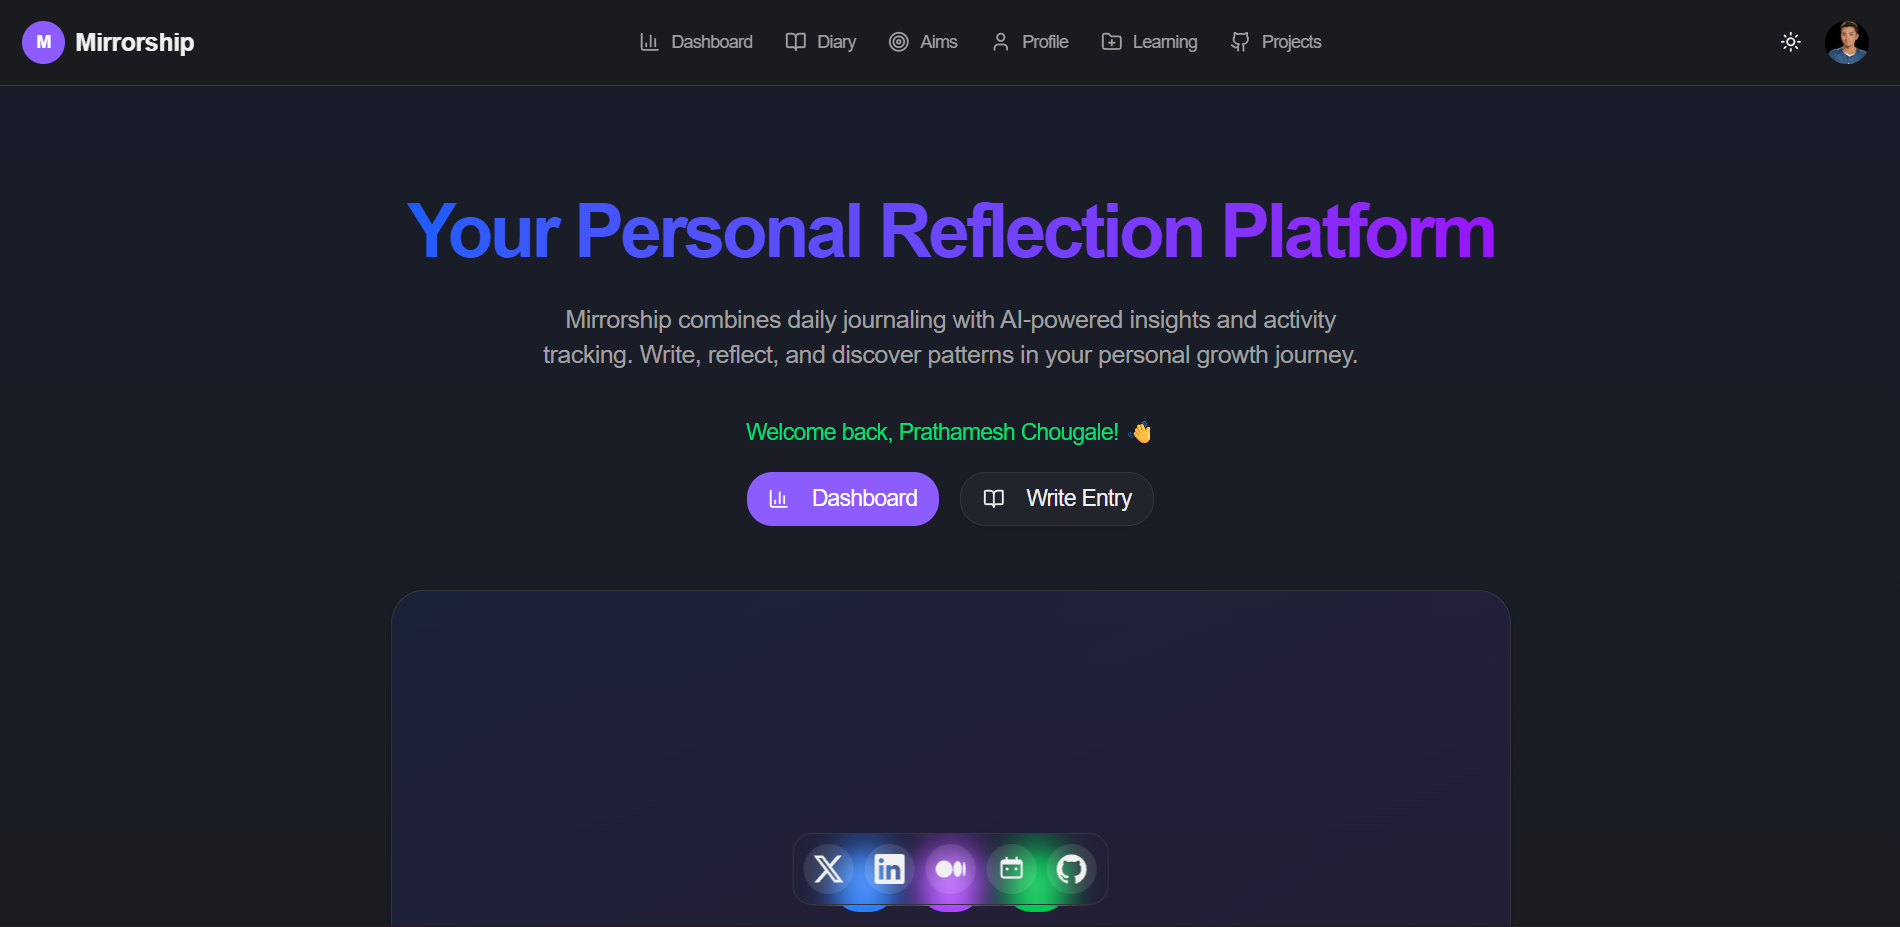 M Mirrorship
Dashboard Diary Aims Profile Learning Projects
Your Personal Reflection Platform
Mirrorship combines daily journaling with AI-powered insights and activity
tracking. Write, reflect, and discover patterns in your personal growth journey.
Welcome back, Prathamesh Chougale! 👋
Dashboard Write Entry
X in